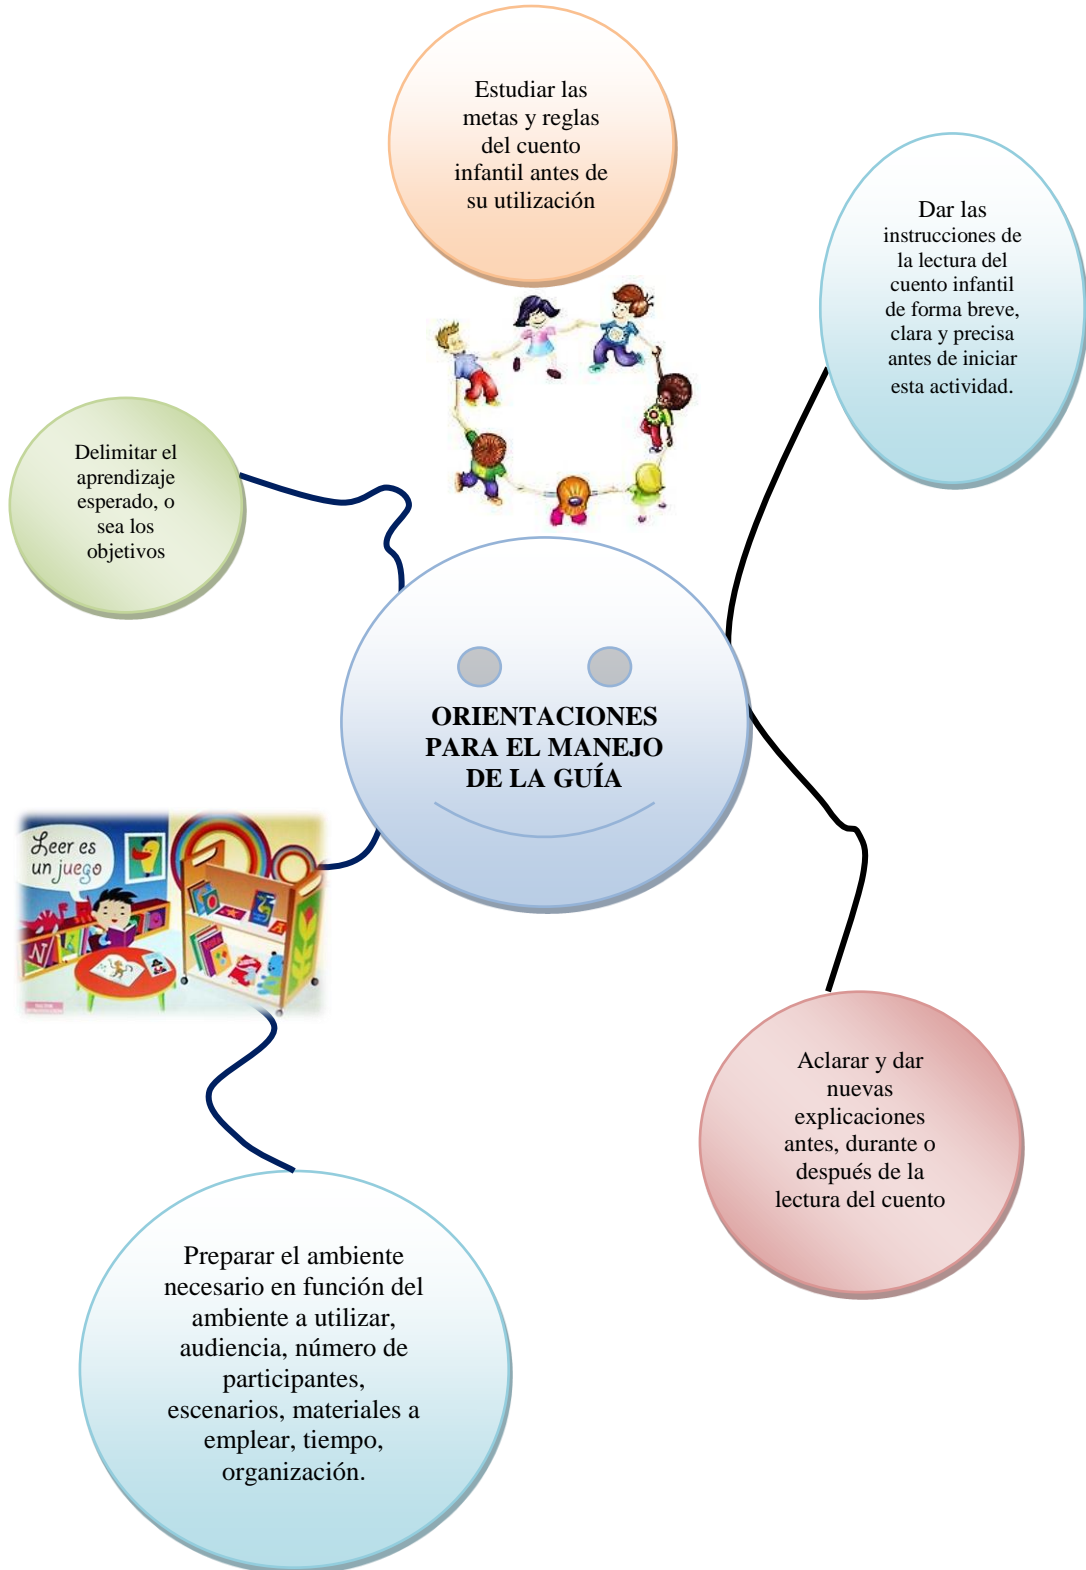 Estudiar las
metas y reglas
del cuento
infantil antes de
su utilización
Dar las
instrucciones de
la lectura del
cuento infantil
de forma breve,
clara y precisa
antes de iniciar
esta actividad.
Delimitar el
aprendizaje
esperado, o
sea los
objetivos
ORIENTACIONES
PARA EL MANEJO
DE LA GUÍA
Leer es
un juego
Aclarar y dar
nuevas
explicaciones
antes, durante o
después de la
lectura del cuento
Preparar el ambiente
necesario en función del
ambiente a utilizar,
audiencia, número de
participantes,
escenarios, materiales a
emplear, tiempo,
organización.